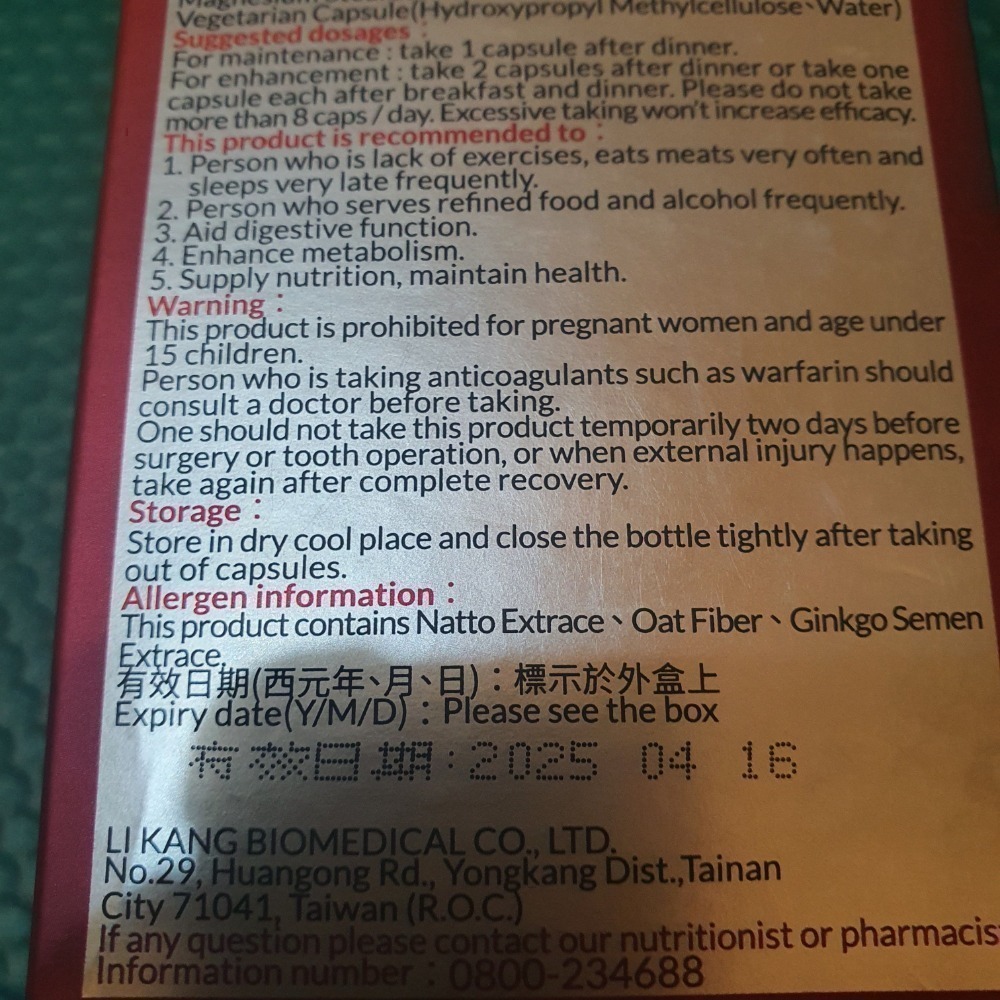 Vegetarian Capsule(Hydroxypropyl Methylcellulose、Water)
Suggested dosages：
For maintenance : take 1 capsule after dinner.
For enhancement : take 2 capsules after dinner or take one
capsule each after breakfast and dinner. Please do not take
more than 8 caps / day. Excessive taking won't increase efficacy.
This product is recommended to：
1. Person who is lack of exercises, eats meats very often and
sleeps very late frequently.
2. Person who serves refined food and alcohol frequently.
3. Aid digestive function.
4. Enhance metabolism.
5. Supply nutrition, maintain health.
Warning：
This product is prohibited for pregnant women and age under
15 children.
Person who is taking anticoagulants such as warfarin should
consult a doctor before taking.
One should not take this product temporarily two days before
surgery or tooth operation, or when external injury happens,
take again after complete recovery.
Storage：
Store in dry cool place and close the bottle tightly after taking
out of capsules.
Allergen information：
This product contains Natto Extrace、Oat Fiber、Ginkgo Semen
Extrace.
有效日期(西元年、月、日)：標示於外盒上
Expiry date(Y/M/D)：Please see the box
有效日期:2025 04 16
LI KANG BIOMEDICAL CO., LTD.
No.29, Huangong Rd., Yongkang Dist.,Tainan
City 71041, Taiwan (R.O.C.)
If any question please contact our nutritionist or pharmacis
Information number：0800-234688